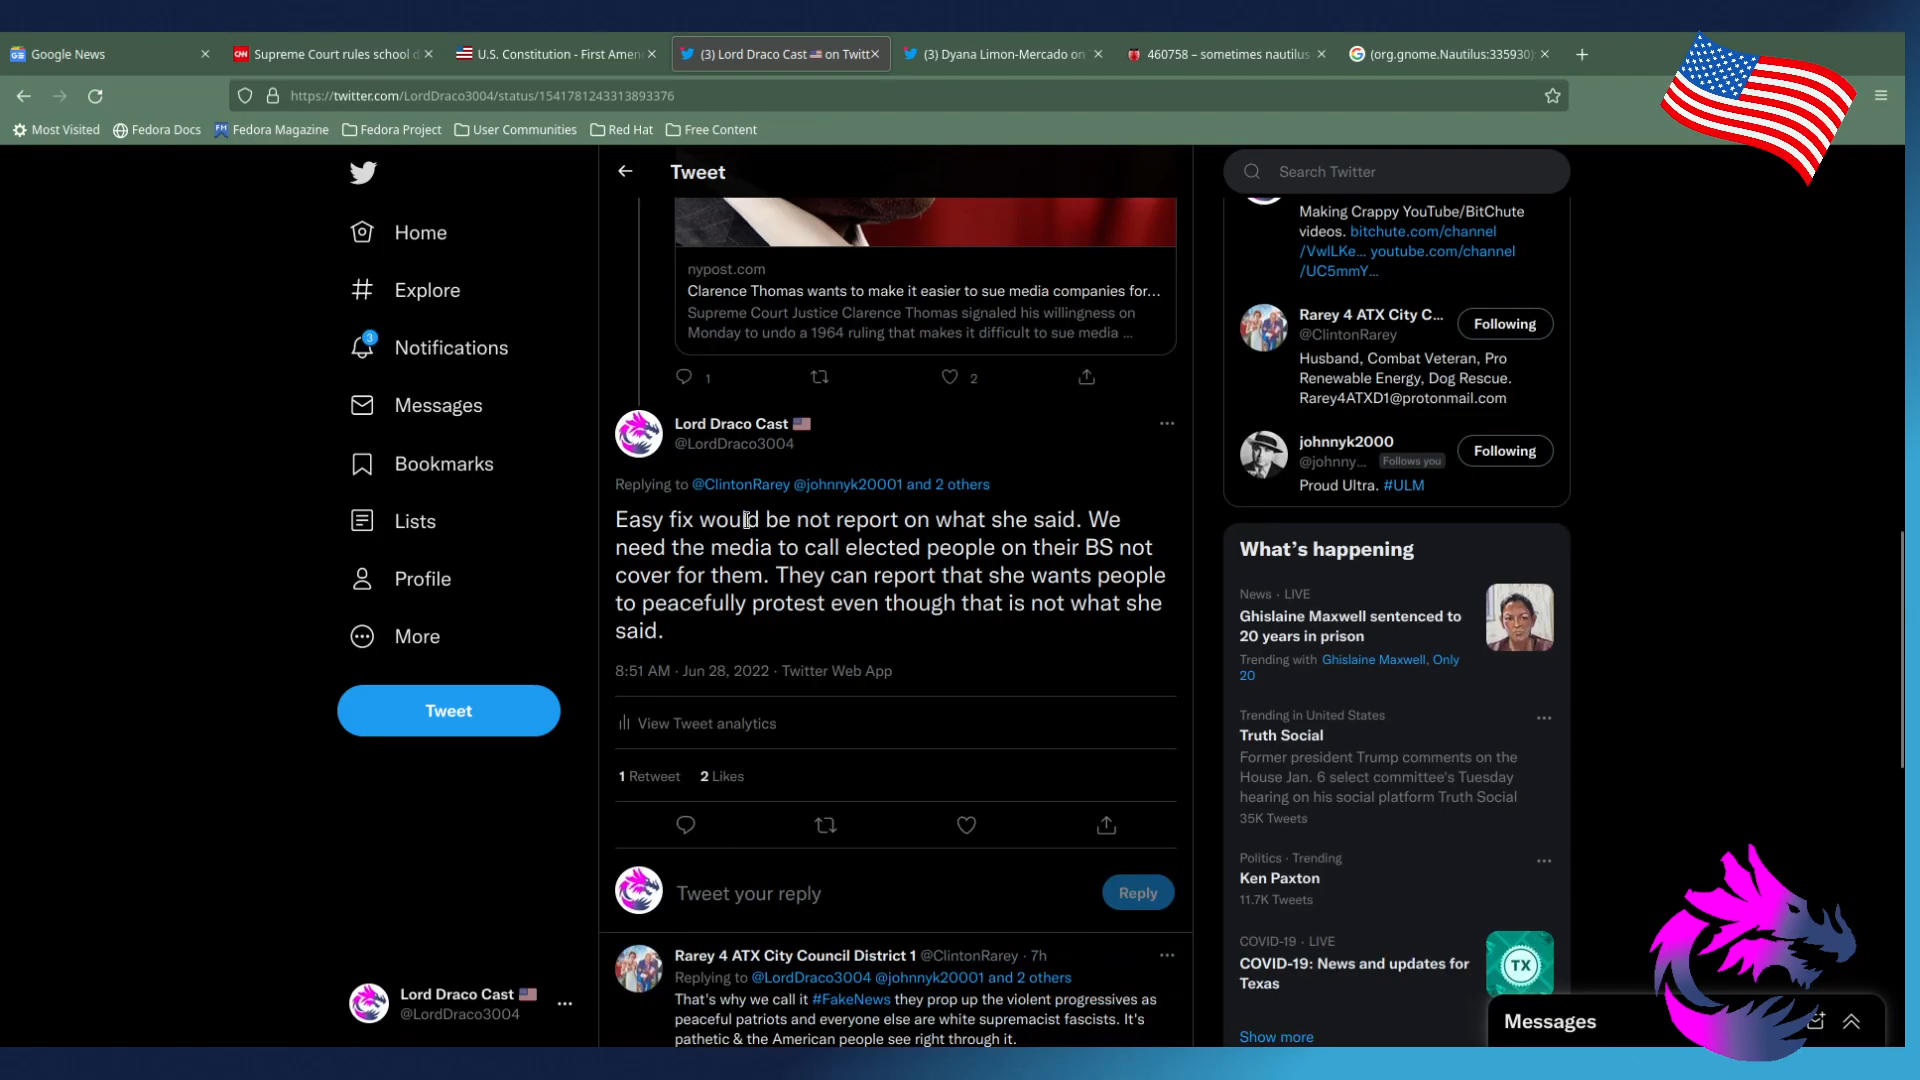 Google News
Supreme Court rules school d
U.S. Constitution - First Amen
(3) Lord Draco Cast 🇺🇸 on Twitt
(3) Dyana Limon-Mercado on
460758 – sometimes nautilus
(org.gnome.Nautilus:335930)
https://twitter.com/LordDraco3004/status/1541781243313893376
Most Visited
Fedora Docs
Fedora Magazine
Fedora Project
User Communities
Red Hat
Free Content
Home
Explore
3
Notifications
Messages
Bookmarks
Lists
Profile
More
Tweet
Lord Draco Cast 🇺🇸
@LordDraco3004
Tweet
nypost.com
Clarence Thomas wants to make it easier to sue media companies for...
Supreme Court Justice Clarence Thomas signaled his willingness on
Monday to undo a 1964 ruling that makes it difficult to sue media ...
1
2
Lord Draco Cast 🇺🇸
@LordDraco3004
Replying to @ClintonRarey @johnnyk20001 and 2 others
Easy fix would be not report on what she said. We
need the media to call elected people on their BS not
cover for them. They can report that she wants people
to peacefully protest even though that is not what she
said.
8:51 AM · Jun 28, 2022 · Twitter Web App
View Tweet analytics
1 Retweet 2 Likes
Tweet your reply
Reply
Rarey 4 ATX City Council District 1 @ClintonRarey · 7h
Replying to @LordDraco3004 @johnnyk20001 and 2 others
That's why we call it #FakeNews they prop up the violent progressives as
peaceful patriots and everyone else are white supremacist fascists. It's
pathetic & the American people see right through it.
Search Twitter
Making Crappy YouTube/BitChute
videos. bitchute.com/channel
/VwlLKe... youtube.com/channel
/UC5mmY...
Rarey 4 ATX City C...
@ClintonRarey
Following
Husband, Combat Veteran, Pro
Renewable Energy, Dog Rescue.
Rarey4ATXD1@protonmail.com
johnnyk2000
@johnny... Follows you
Following
Proud Ultra. #ULM
What's happening
News · LIVE
Ghislaine Maxwell sentenced to
20 years in prison
Trending with Ghislaine Maxwell, Only
20
Trending in United States
Truth Social
Former president Trump comments on the
House Jan. 6 select committee's Tuesday
hearing on his social platform Truth Social
35K Tweets
Politics · Trending
Ken Paxton
11.7K Tweets
COVID-19 · LIVE
COVID-19: News and updates for
Texas
TX
Show more
Messages